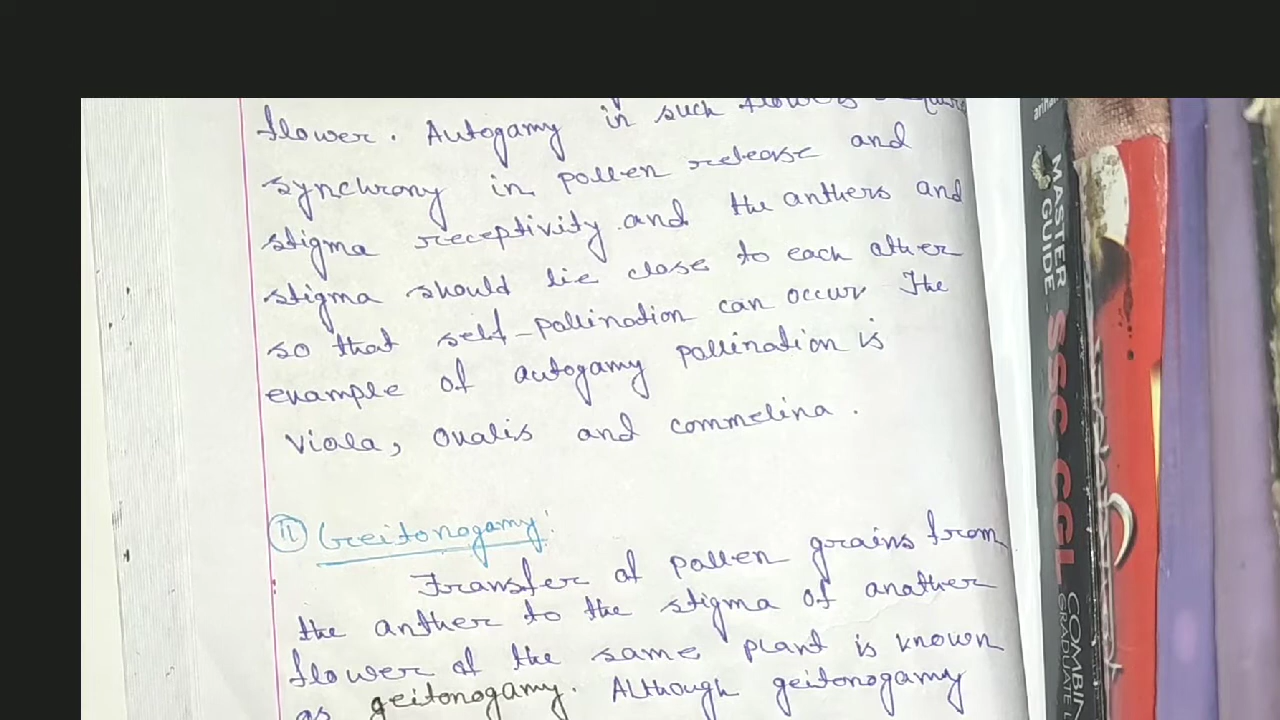 flower. Autogamy in such flowers
synchrony in pollen release and
stigma receptivity and the anthers and
stigma should lie close to each other
so that self-pollination can occur The
example of autogamy pollination is
Viola, Oxalis and commelina.
II Geitonogamy:
Transfer of pollen grains from
the anther to the stigma of another
flower of the same plant is known
as geitonogamy. Although geitonogamy
MASTER GUIDE
SSC CGL
COMBIN
GRADUATE